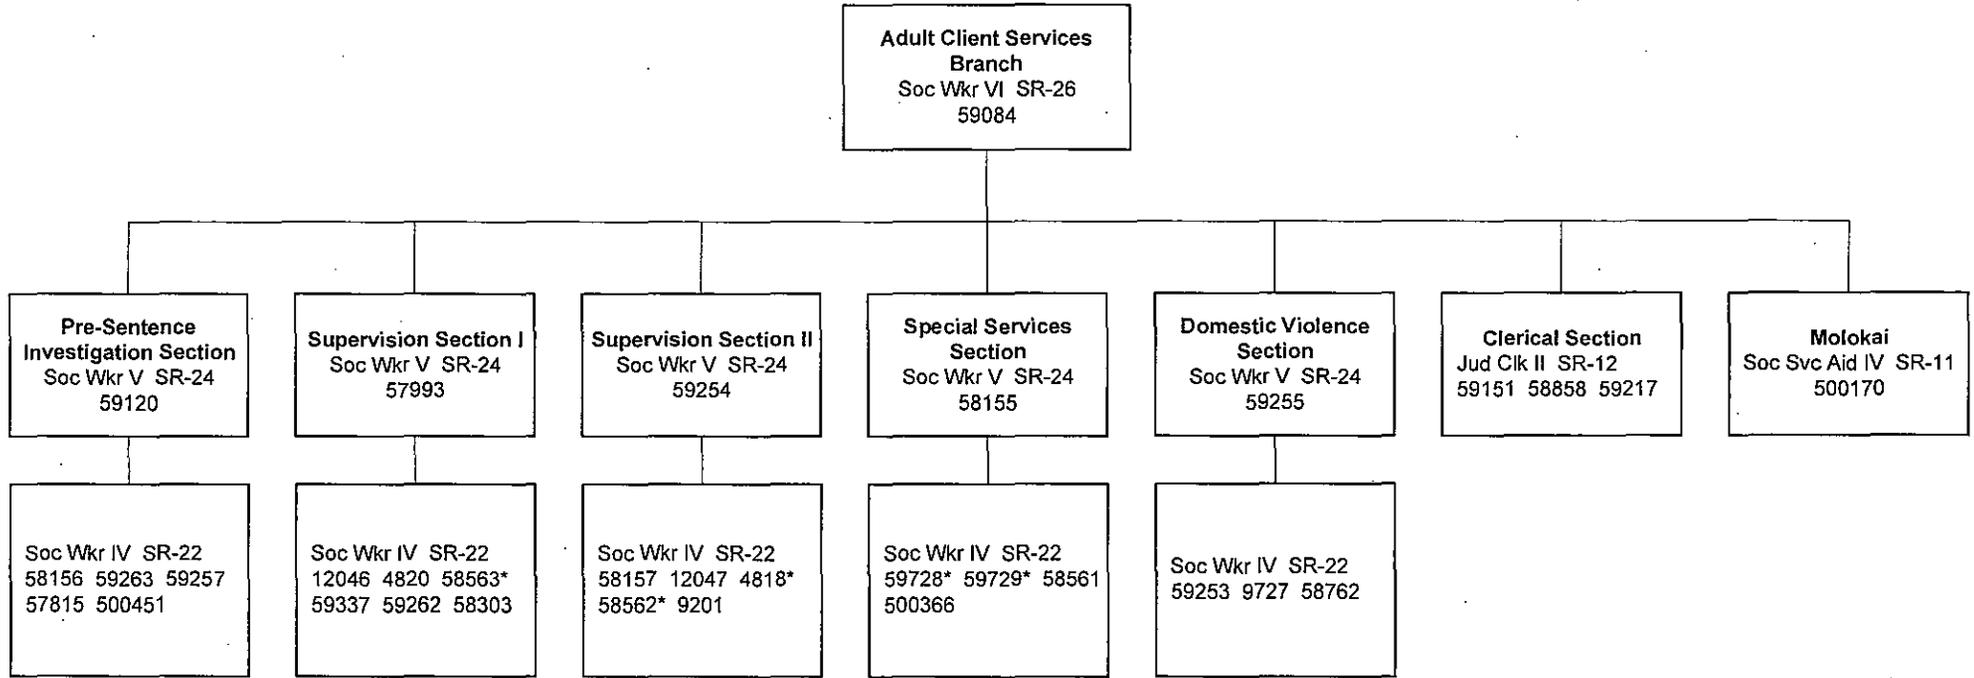 Adult Client Services
Branch
Soc Wkr VI SR-26
59084
Pre-Sentence
Investigation Section
Soc Wkr V SR-24
59120
Supervision Section I
Soc Wkr V SR-24
57993
Supervision Section II
Soc Wkr V SR-24
59254
Special Services
Section
Soc Wkr V SR-24
58155
Domestic Violence
Section
Soc Wkr V SR-24
59255
Clerical Section
Jud Clk II SR-12
59151 58858 59217
Molokai
Soc Svc Aid IV SR-11
500170
Soc Wkr IV SR-22
58156 59263 59257
57815 500451
Soc Wkr IV SR-22
12046 4820 58563*
59337 59262 58303
Soc Wkr IV SR-22
58157 12047 4818*
58562* 9201
Soc Wkr IV SR-22
59728* 59729* 58561
500366
Soc Wkr IV SR-22
59253 9727 58762